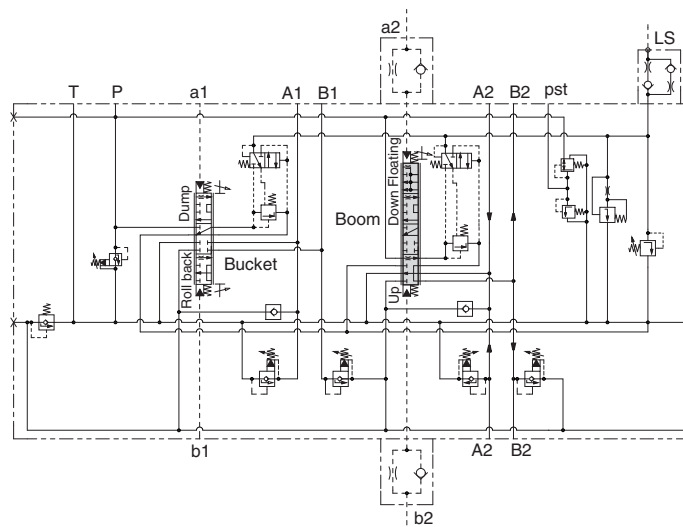 a2
LS
T
P
a1
A1
B1
A2
B2
pst
Dump
Down Floating
Boom
Bucket
Roll back
Up
b1
A2
B2
b2